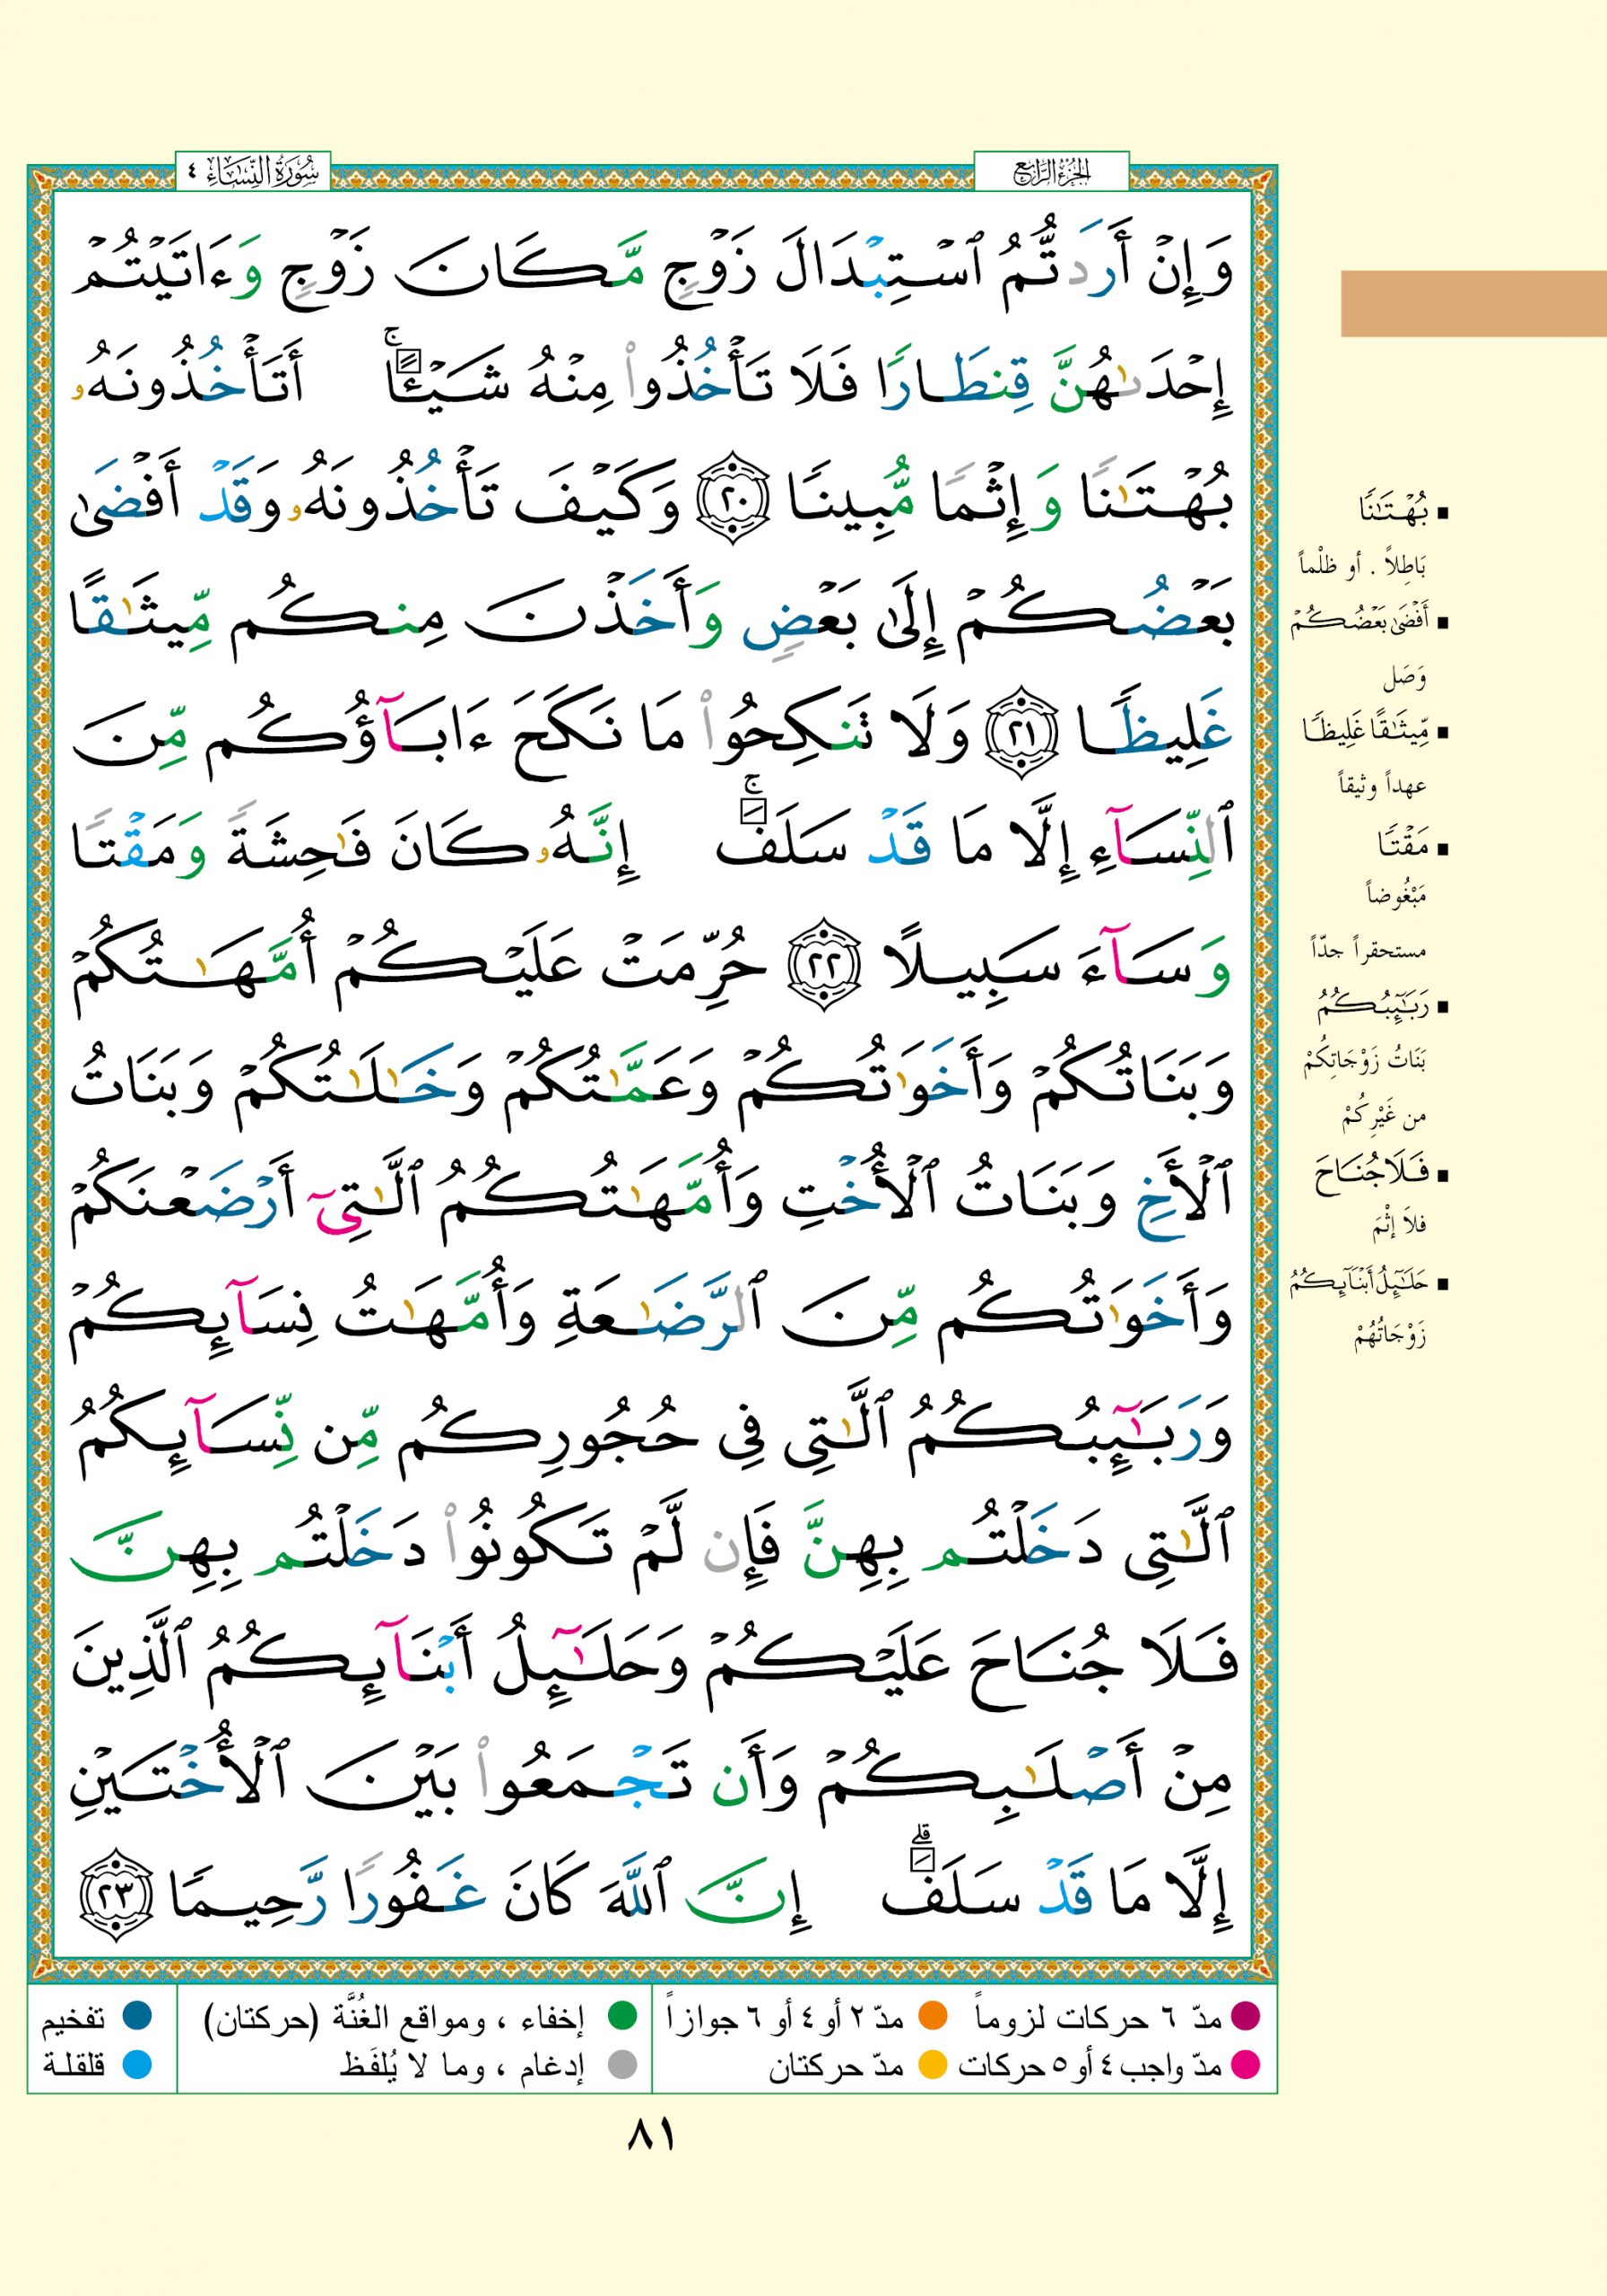 الجزء الرابع
سورة النساء ٤
وَإِنْ أَرَدتُّمُ ٱسْتِبْدَالَ زَوْجٍ مَّكَانَ زَوْجٍ وَءَاتَيْتُمْ
إِحْدَىٰهُنَّ قِنطَارًا فَلَا تَأْخُذُوا۟ مِنْهُ شَيْـًٔا ۚ أَتَأْخُذُونَهُۥ
بُهْتَـٰنًا وَإِثْمًا مُّبِينًا ٢٠ وَكَيْفَ تَأْخُذُونَهُۥ وَقَدْ أَفْضَىٰ
بَعْضُكُمْ إِلَىٰ بَعْضٍ وَأَخَذْنَ مِنكُم مِّيثَـٰقًا
غَلِيظًا ٢١ وَلَا تَنكِحُوا۟ مَا نَكَحَ ءَابَآؤُكُم مِّنَ
ٱلنِّسَآءِ إِلَّا مَا قَدْ سَلَفَ ۚ إِنَّهُۥ كَانَ فَـٰحِشَةً وَمَقْتًا
وَسَآءَ سَبِيلًا ٢٢ حُرِّمَتْ عَلَيْكُمْ أُمَّهَـٰتُكُمْ
وَبَنَاتُكُمْ وَأَخَوَٰتُكُمْ وَعَمَّـٰتُكُمْ وَخَـٰلَـٰتُكُمْ وَبَنَاتُ
ٱلْأَخِ وَبَنَاتُ ٱلْأُخْتِ وَأُمَّهَـٰتُكُمُ ٱلَّـٰتِىٓ أَرْضَعْنَكُمْ
وَأَخَوَٰتُكُم مِّنَ ٱلرَّضَـٰعَةِ وَأُمَّهَـٰتُ نِسَآئِكُمْ
وَرَبَـٰٓئِبُكُمُ ٱلَّـٰتِى فِى حُجُورِكُم مِّن نِّسَآئِكُمُ
ٱلَّـٰتِى دَخَلْتُم بِهِنَّ فَإِن لَّمْ تَكُونُوا۟ دَخَلْتُم بِهِنَّ
فَلَا جُنَاحَ عَلَيْكُمْ وَحَلَـٰٓئِلُ أَبْنَآئِكُمُ ٱلَّذِينَ
مِنْ أَصْلَـٰبِكُمْ وَأَن تَجْمَعُوا۟ بَيْنَ ٱلْأُخْتَيْنِ
إِلَّا مَا قَدْ سَلَفَ ۗ إِنَّ ٱللَّهَ كَانَ غَفُورًا رَّحِيمًا ٢٣
▪ بُهْتَـٰنًا
بَاطِلاً . أو ظلْماً
▪ أَفْضَىٰ بَعْضُكُمْ
وَصَل
▪ مِّيثَـٰقًا غَلِيظًا
عهداً وثيقاً
▪ مَقْتًا
مَبْغُوضاً
مستحقراً جدّاً
▪ رَبَـٰٓئِبُكُمُ
بَنَاتُ زَوْجَاتِكُمْ
من غَيْرِكُمْ
▪ فَلَا جُنَاحَ
فلاَ إثْمَ
▪ حَلَـٰٓئِلُ أَبْنَآئِكُمُ
زَوْجَاتُهُمْ
مدّ ٦ حركات لزوماً مدّ ٢ أو ٤ أو ٦ جوازاً
مدّ واجب ٤ أو ٥ حركات مدّ حركتان
إخفاء ، ومواقع الغُنَّة (حركتان)
إدغام ، وما لا يُلفَظ
تفخيم
قلقلة
٨١